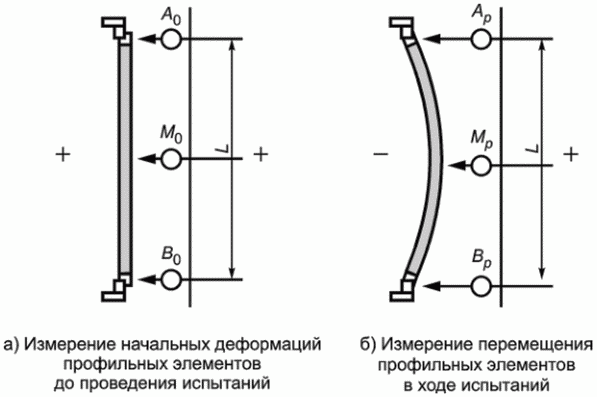 A₀
Aₚ
M₀
L
Mₚ
L
+
+
−
+
B₀
Bₚ
а) Измерение начальных деформаций
профильных элементов
до проведения испытаний
б) Измерение перемещения
профильных элементов
в ходе испытаний